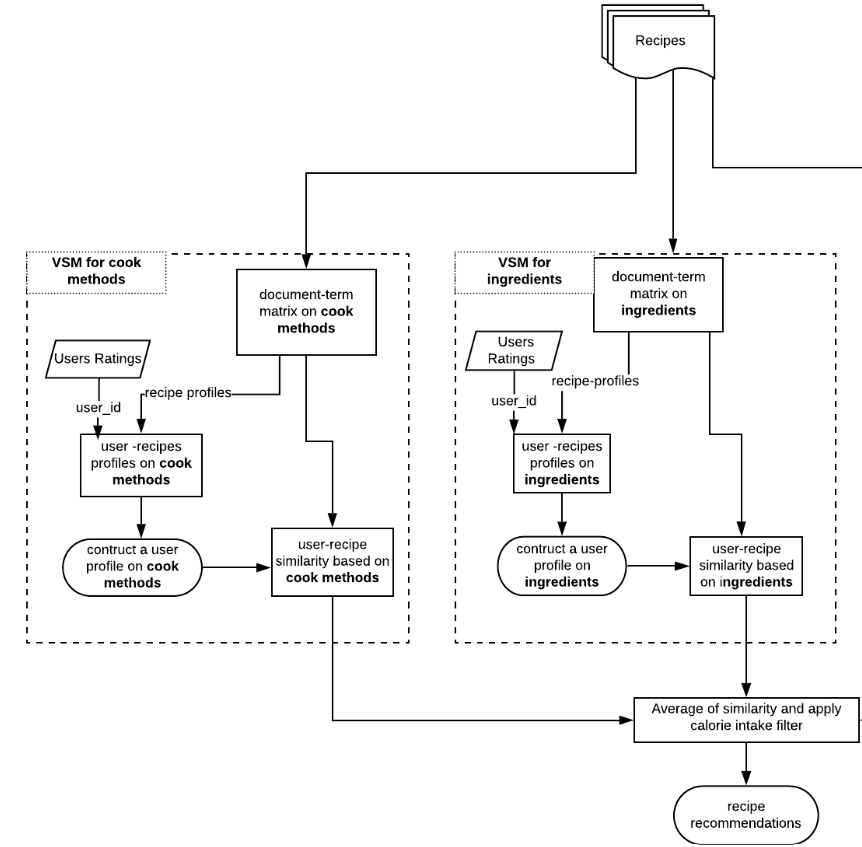 Recipes
VSM for cook
methods
document-term
matrix on cook
methods
Users Ratings
recipe profiles
user_id
user -recipes
profiles on cook
methods
contruct a user
profile on cook
methods
user-recipe
similarity based on
cook methods
VSM for
ingredients
document-term
matrix on
ingredients
Users
Ratings
recipe-profiles
user_id
user -recipes
profiles on
ingredients
contruct a user
profile on
ingredients
user-recipe
similarity based
on ingredients
Average of similarity and apply
calorie intake filter
recipe
recommendations